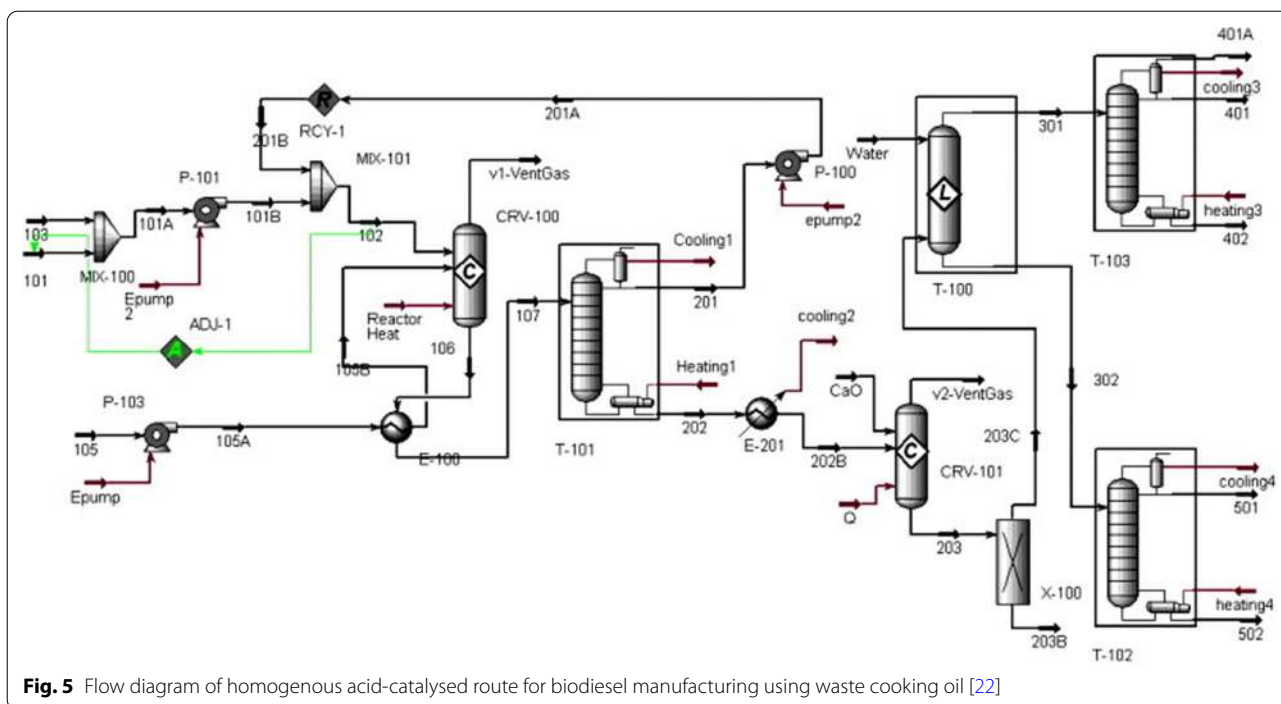 401A
cooling3
401
heating3
402
T-103
301
Water
T-100
201A
R
RCY-1
201B
MIX-101
P-100
epump2
P-101
v1-VentGas
CRV-100
103
101A
101B
102
101
MIX-100
Epump
2
ADJ-1
A
C
L
Reactor
Heat
106
105B
107
Cooling1
201
Heating1
cooling2
CaO
v2-VentGas
302
203C
P-103
105
105A
E-100
T-101
202
E-201
202B
C
CRV-101
Epump
Q
203
X-100
203B
cooling4
501
heating4
502
T-102
Fig. 5 Flow diagram of homogenous acid-catalysed route for biodiesel manufacturing using waste cooking oil [22]